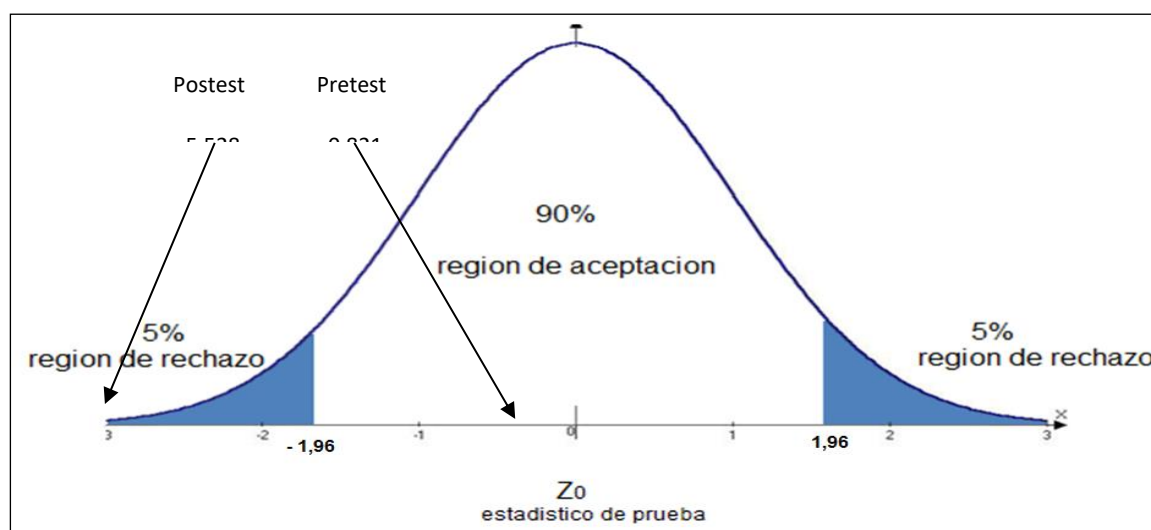 Postest Pretest
90%
region de aceptacion
5%
region de rechazo
5%
region de rechazo
3 -2 -1 0 1 2 3 x
- 1,96 1,96
Z0
estadistico de prueba